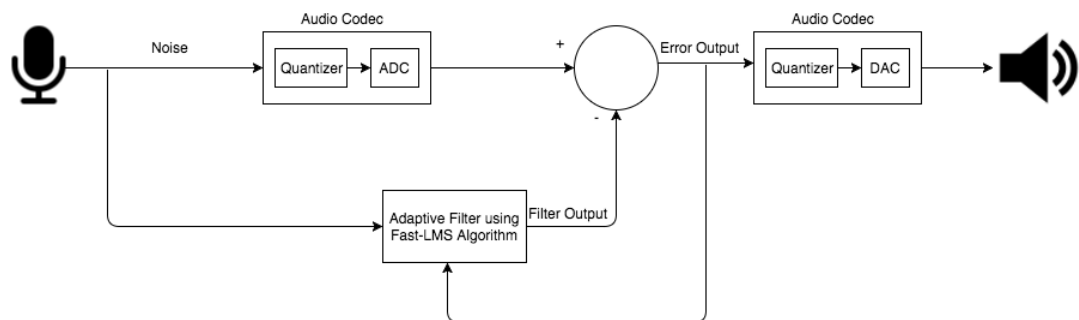 Audio Codec
Audio Codec
Noise
Quantizer
ADC
+
-
Error Output
Quantizer
DAC
Adaptive Filter using
Fast-LMS Algorithm
Filter Output